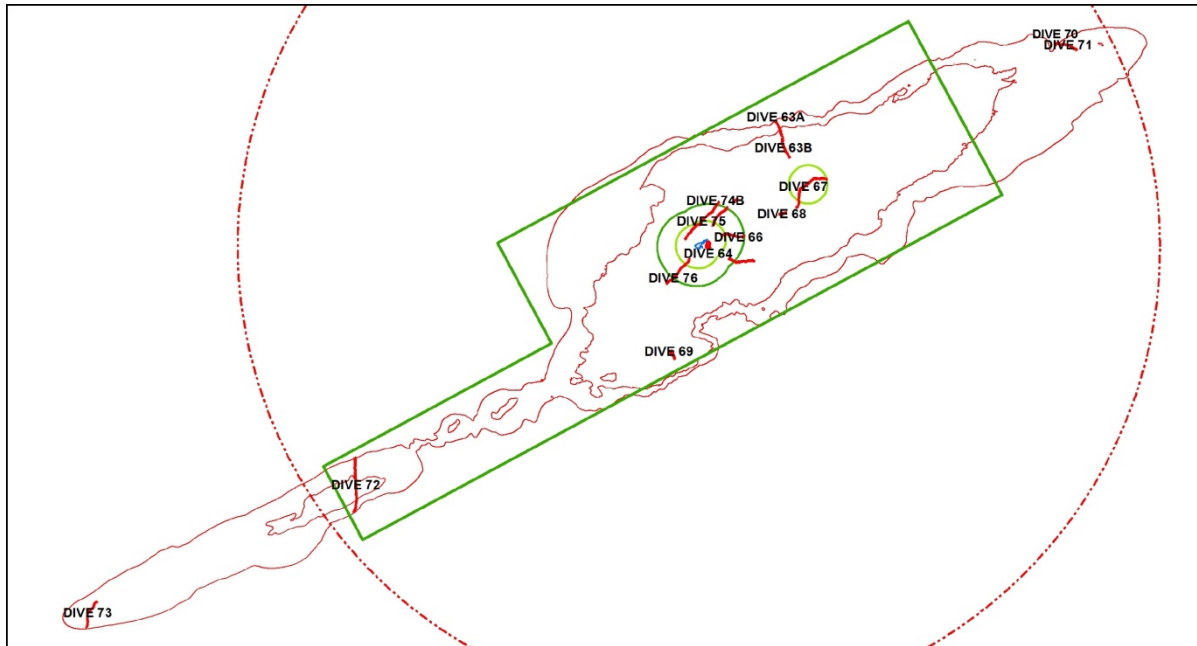 DIVE 70
DIVE 71
DIVE 63A
DIVE 63B
DIVE 67
DIVE 74B
DIVE 68
DIVE 75
DIVE 66
DIVE 64
DIVE 76
DIVE 69
DIVE 72
DIVE 73